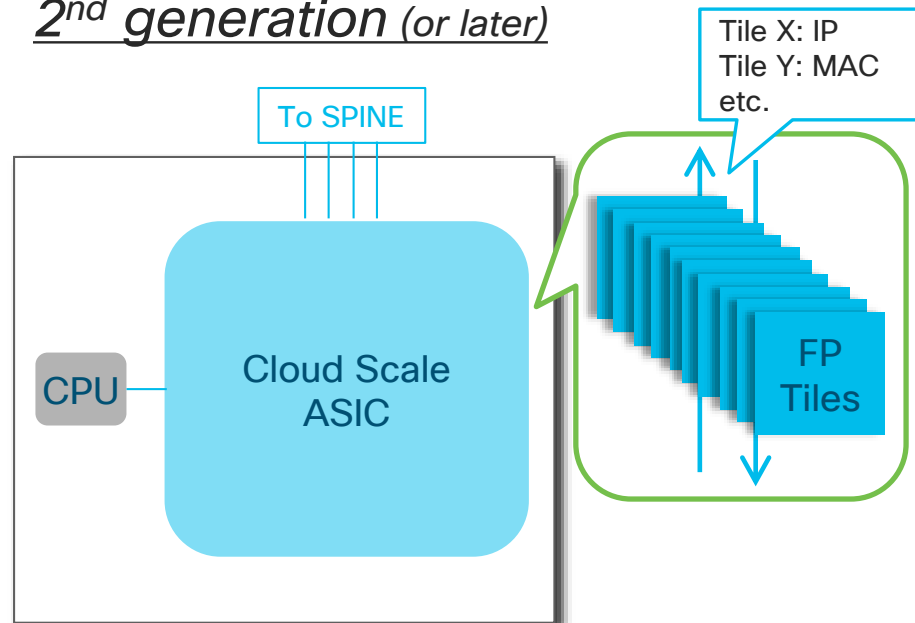 2nd generation (or later)
Tile X: IP
Tile Y: MAC
etc.
To SPINE
CPU
Cloud Scale
ASIC
FP
Tiles